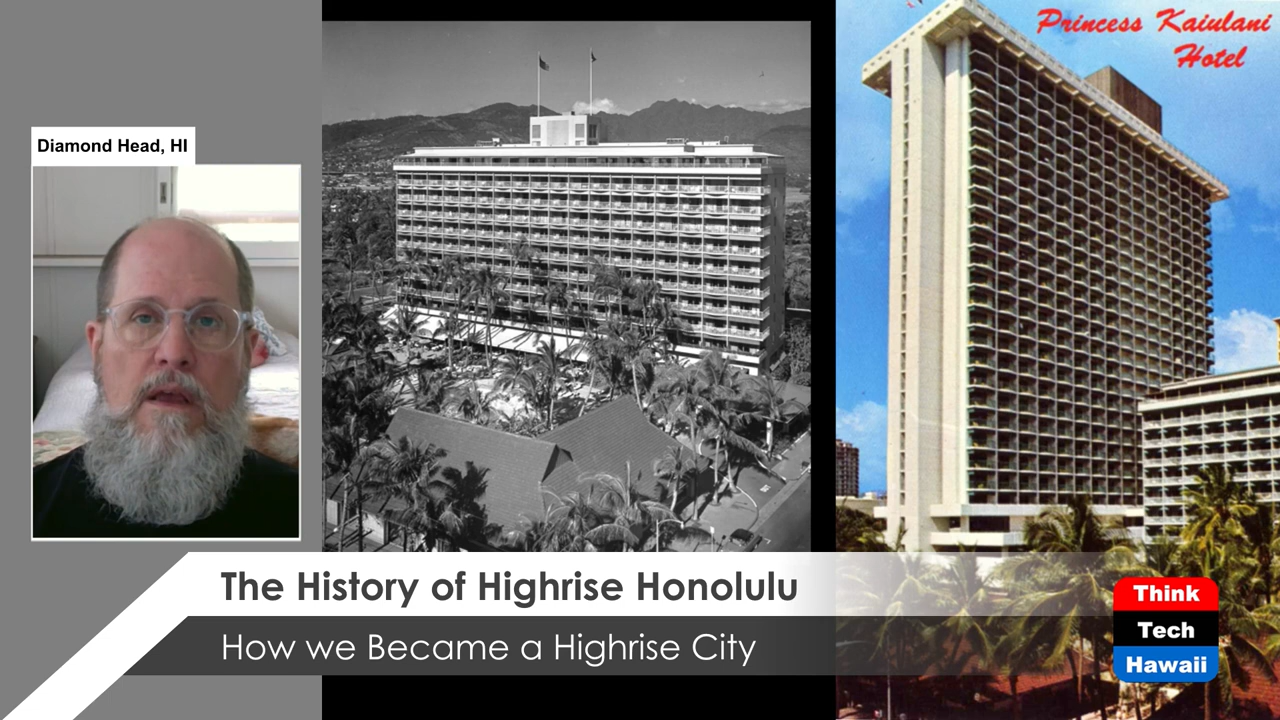 Princess Kaiulani
Hotel
Diamond Head, HI
The History of Highrise Honolulu
How we Became a Highrise City
Think
Tech
Hawaii